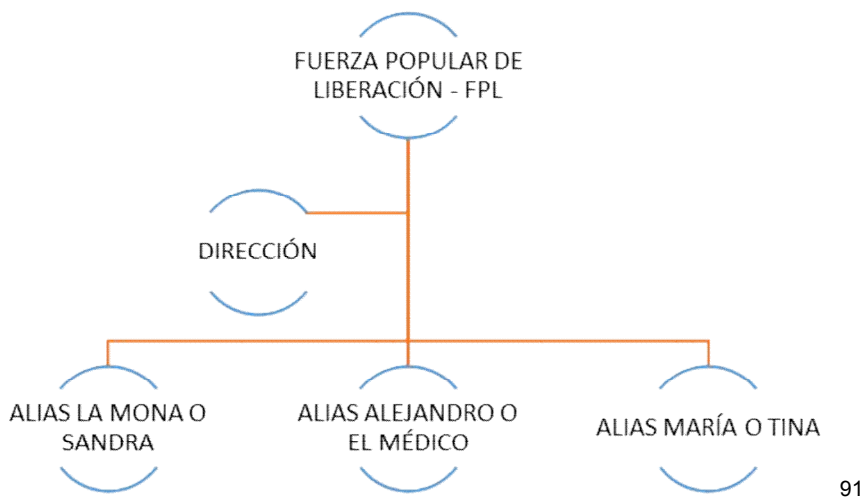 FUERZA POPULAR DE
LIBERACIÓN - FPL
DIRECCIÓN
ALIAS LA MONA O
SANDRA
ALIAS ALEJANDRO O
EL MÉDICO
ALIAS MARÍA O TINA
91